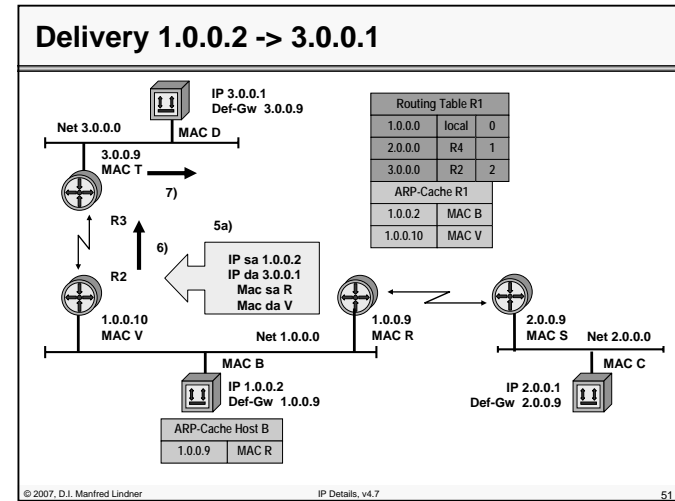 Delivery 1.0.0.2 -> 3.0.0.1
IP 3.0.0.1
Def-Gw 3.0.0.9
Net 3.0.0.0
MAC D
3.0.0.9
MAC T
7)
R3
6)
5a)
R2
IP sa 1.0.0.2
IP da 3.0.0.1
Mac sa R
Mac da V
Routing Table R1
1.0.0.0 local 0
2.0.0.0 R4 1
3.0.0.0 R2 2
ARP-Cache R1
1.0.0.2 MAC B
1.0.0.10 MAC V
1.0.0.10
MAC V
Net 1.0.0.0
1.0.0.9
MAC R
2.0.0.9
MAC S
Net 2.0.0.0
MAC B
MAC C
IP 1.0.0.2
Def-Gw 1.0.0.9
IP 2.0.0.1
Def-Gw 2.0.0.9
ARP-Cache Host B
1.0.0.9 MAC R
© 2007, D.I. Manfred Lindner
IP Details, v4.7
51